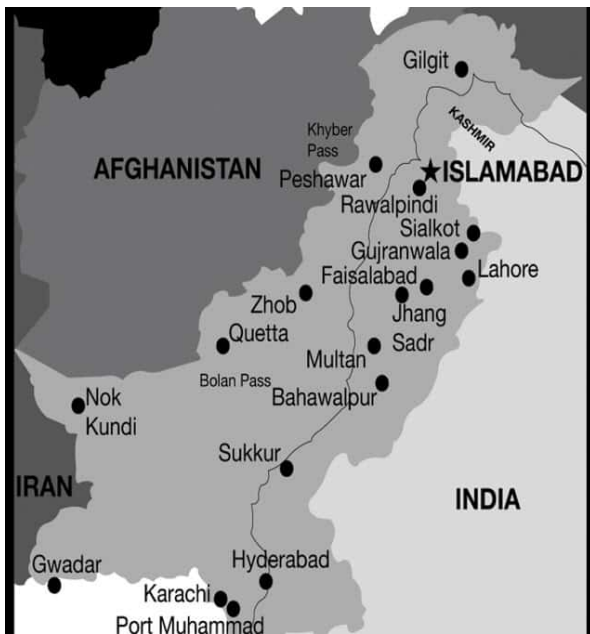 Gilgit
KASHMIR
Khyber
Pass
AFGHANISTAN
Peshawar
ISLAMABAD
Rawalpindi
Sialkot
Gujranwala
Lahore
Faisalabad
Zhob
Jhang
Sadr
Quetta
Multan
Bolan Pass
Bahawalpur
Nok
Kundi
Sukkur
IRAN
INDIA
Gwadar
Hyderabad
Karachi
Port Muhammad